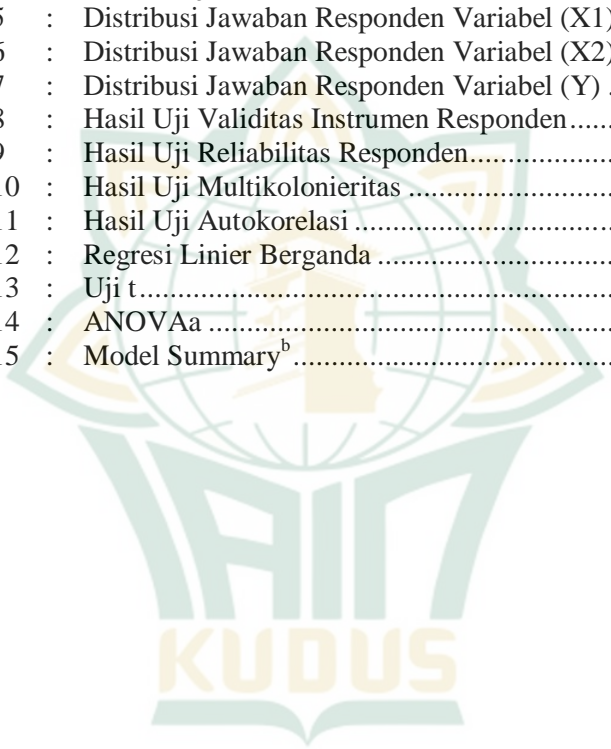 5 : Distribusi Jawaban Responden Variabel (X1)
6 : Distribusi Jawaban Responden Variabel (X2)
7 : Distribusi Jawaban Responden Variabel (Y) .
8 : Hasil Uji Validitas Instrumen Responden.....
9 : Hasil Uji Reliabilitas Responden......................
10 : Hasil Uji Multikolonieritas ................................
11 : Hasil Uji Autokorelasi ........................................
12 : Regresi Linier Berganda ....................................
13 : Uji t.....................................................................
14 : ANOVAa ............................................................
15 : Model Summaryᵇ................................................
IAIN
KUDUS